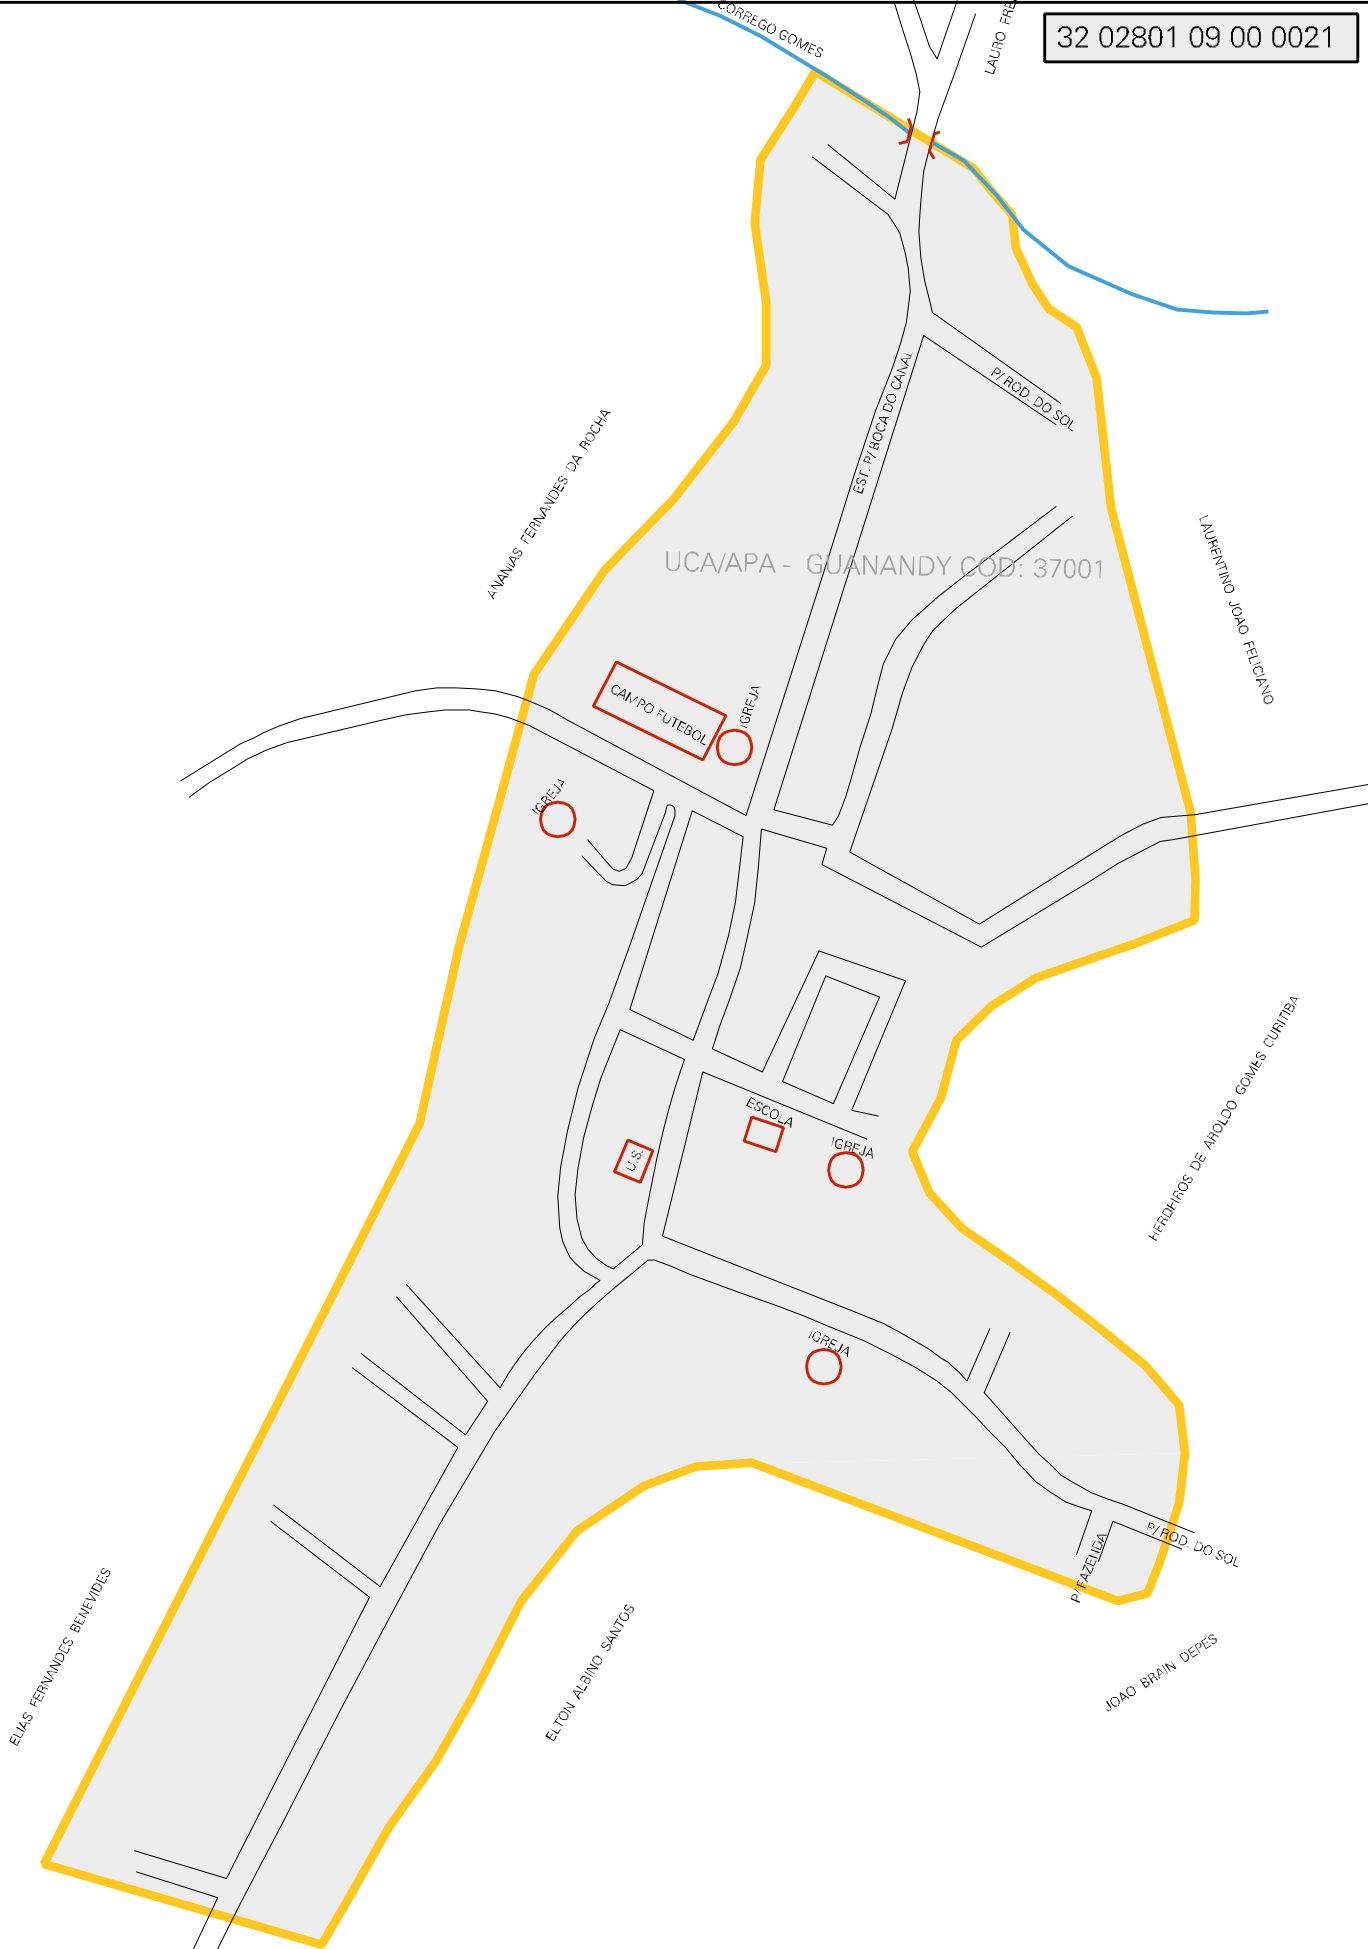 CORREGO GOMES
32 02801 09 00 0021
P/ ROD. DO SOL
EST. P/ BOCA DO CANAL
ANANIAS FERNANDES DA ROCHA
UCA/APA - GUANANDY COD: 37001
LAURENTINO JOAO FELICIANO
CAMPO FUTEBOL
IGREJA
IGREJA
HERDEIROS DE AROLDO GOMES CURITIBA
ESCOLA
IGREJA
U.S.
IGREJA
P/ ROD. DO SOL
P/ FAZENDA
ELIAS FERNANDES BENEVIDES
ELTON ALBINO SANTOS
JOAO BRAIN DEPES
LAURO